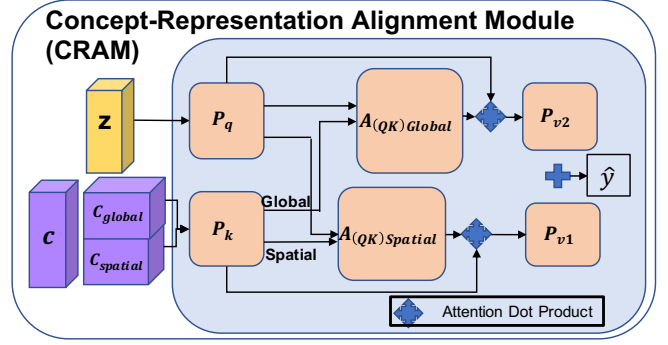 Concept-Representation Alignment Module
(CRAM)
z
P_q
A_(QK)Global
P_v2
Global
ŷ
c
C_global
C_spatial
P_k
Spatial
A_(QK)Spatial
P_v1
Attention Dot Product